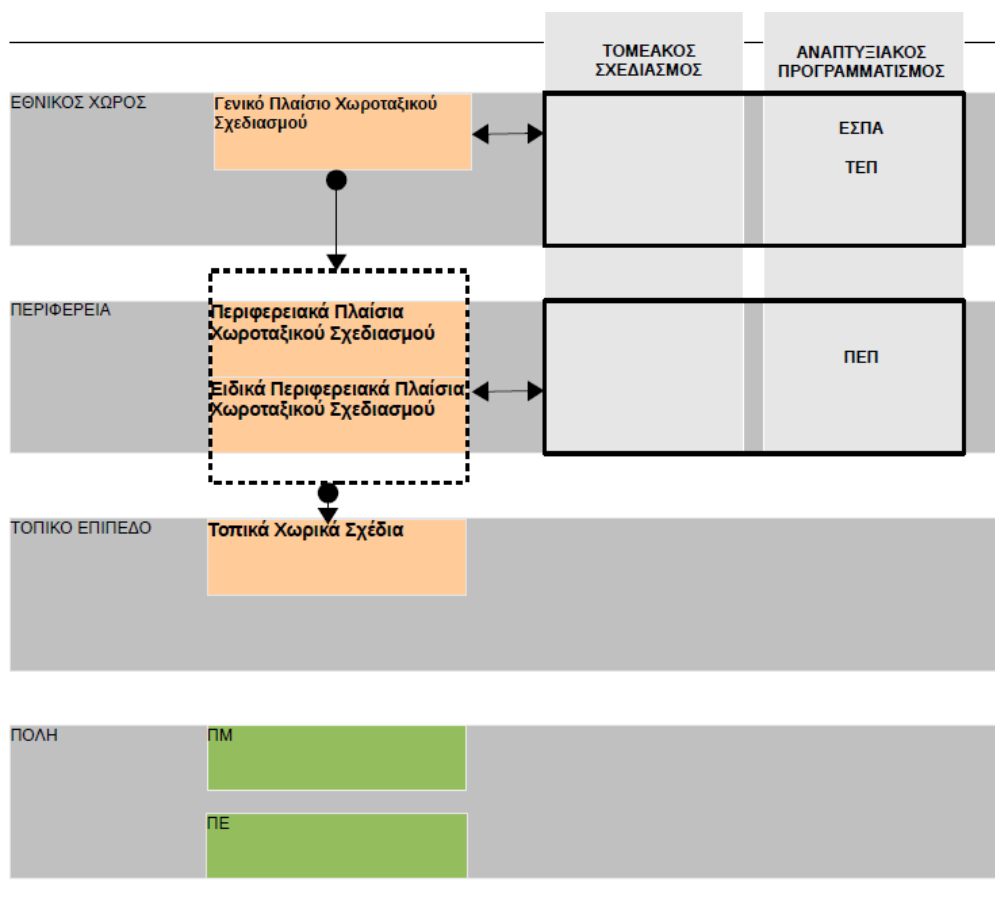 ΤΟΜΕΑΚΟΣ
ΣΧΕΔΙΑΣΜΟΣ
ΑΝΑΠΤΥΞΙΑΚΟΣ
ΠΡΟΓΡΑΜΜΑΤΙΣΜΟΣ
ΕΘΝΙΚΟΣ ΧΩΡΟΣ
Γενικό Πλαίσιο Χωροταξικού
Σχεδιασμού
ΕΣΠΑ
ΤΕΠ
ΠΕΡΙΦΕΡΕΙΑ
Περιφερειακά Πλαίσια
Χωροταξικού Σχεδιασμού
Ειδικά Περιφερειακά Πλαίσια
Χωροταξικού Σχεδιασμού
ΠΕΠ
ΤΟΠΙΚΟ ΕΠΙΠΕΔΟ
Τοπικά Χωρικά Σχέδια
ΠΟΛΗ
ΠΜ
ΠΕ